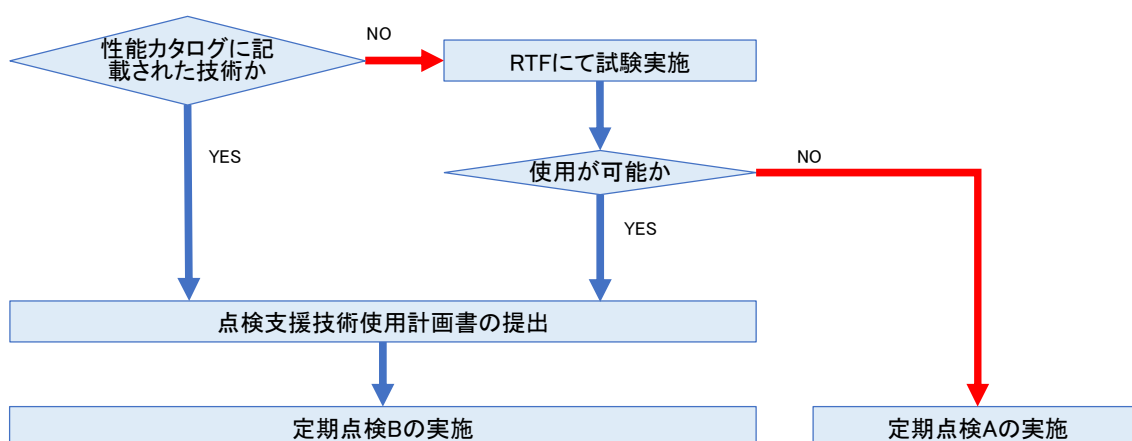 性能カタログに記
載された技術か
NO
RTFにて試験実施
YES
使用が可能か
NO
YES
点検支援技術使用計画書の提出
定期点検Bの実施
定期点検Aの実施